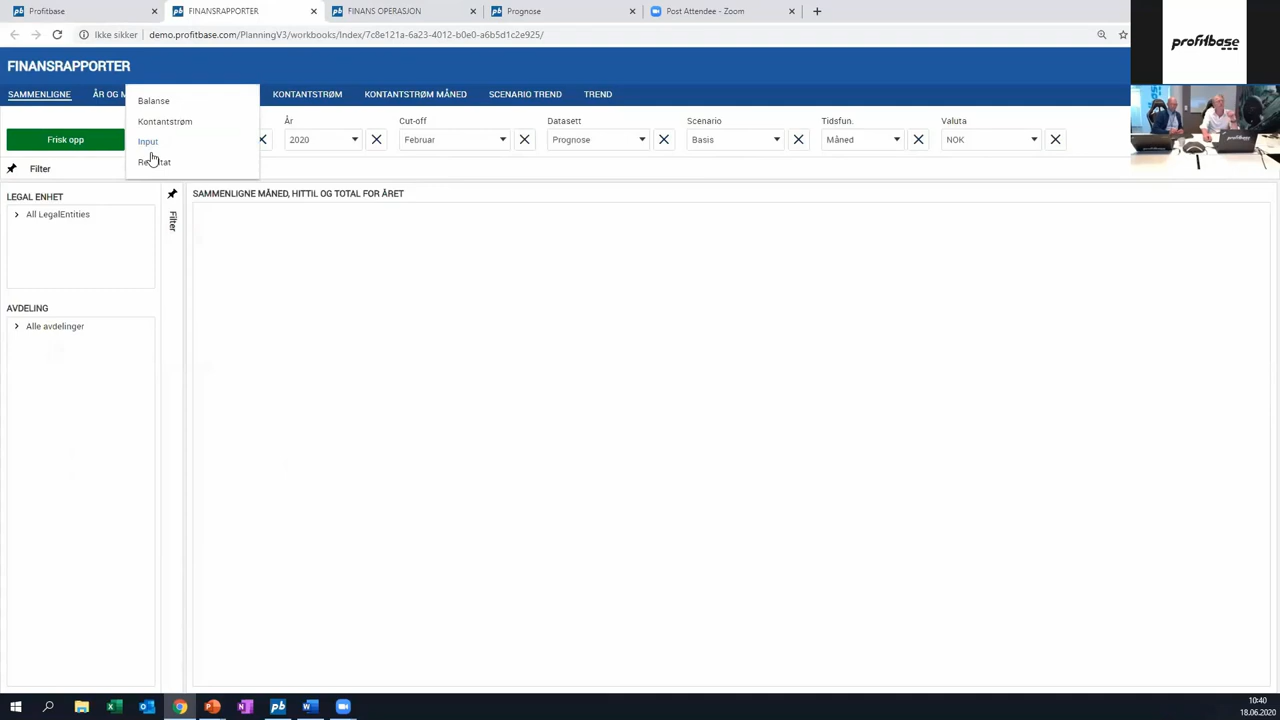 Profitbase
FINANSRAPPORTER
FINANS OPERASJON
Prognose
Post Attendee - Zoom
Ikke sikker
demo.profitbase.com/PlanningV3/workbooks/Index/7c8e121a-6a23-4012-b0e0-a6b5d1c2e925/
profitbase
FINANSRAPPORTER
SAMMENLIGNE
ÅR OG M
KONTANTSTRØM
KONTANTSTRØM MÅNED
SCENARIO TREND
TREND
Balanse
Kontantstrøm
Input
Frisk opp
År
2020
Cut-off
Februar
Datasett
Prognose
Scenario
Basis
Tidsfun.
Måned
Valuta
NOK
Filter
LEGAL ENHET
All LegalEntities
Filter
SAMMENLIGNE MÅNED, HITTIL OG TOTAL FOR ÅRET
AVDELING
Alle avdelinger
10:40
18.06.2020